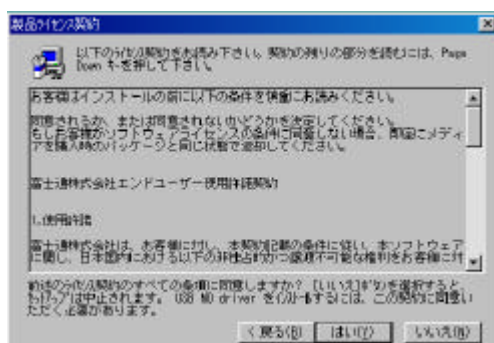 製品ライセンス契約
以下のライセンス契約をお読み下さい。契約の残りの部分を読むには、Page
Down キーを押して下さい。
お客様はインストールの前に以下の条件を慎重にお読みください。
同意されるか、または同意されないかどうかを決定してください。
もしお客様がソフトウェアライセンスの条件に同意しない場合、即座にメディ
アを購入時のパッケージと同じ状態で返却してください。
富士通株式会社エンドユーザー使用許諾契約
1.使用許諾
富士通株式会社は、お客様に対し、本契約記載の条件に従い、本ソフトウェア
に関し、日本国内における以下の非独占的かつ譲渡不可能な権利をお客様に対
前述のライセンス契約のすべての条項に同意しますか? [いいえ]ボタンを選択すると、
セットアップは中止されます。 USB MO driver をインストールするには、この契約に同意い
ただく必要があります。
< 戻る(B) はい(Y) いいえ(N)